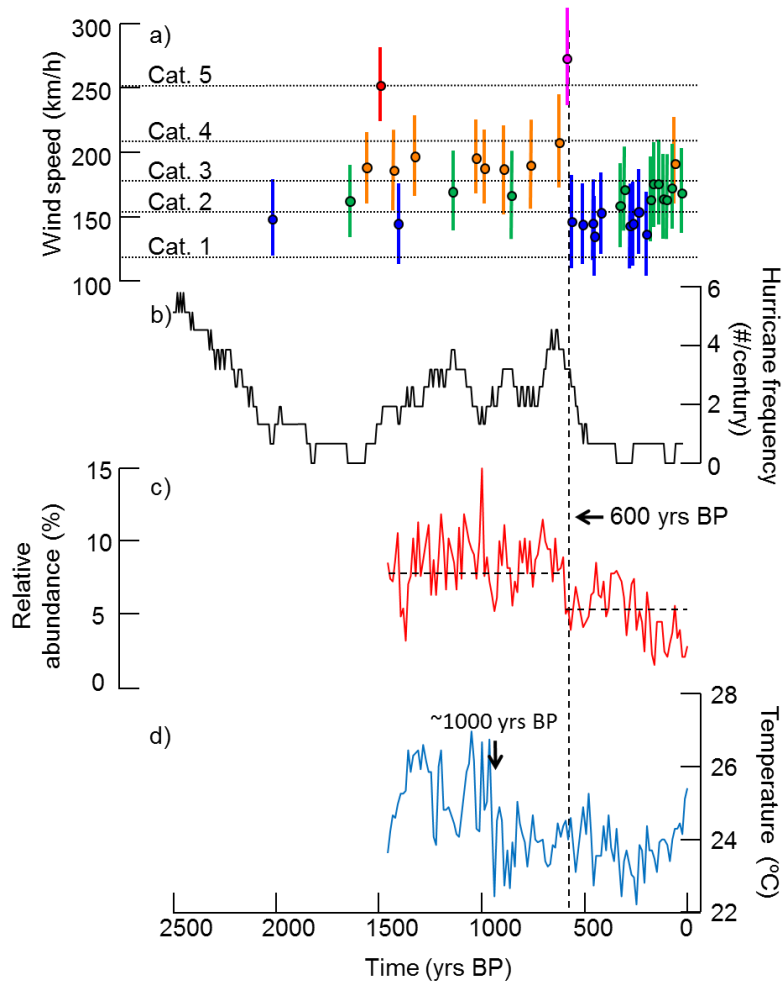 a)
Wind speed (km/h)
300
250
200
150
100
Cat. 5
Cat. 4
Cat. 3
Cat. 2
Cat. 1
b)
Hurricane frequency
(#/century)
6
4
2
0
c)
Relative
abundance (%)
15
10
5
0
600 yrs BP
d)
~1000 yrs BP
Temperature (ºC)
28
26
24
22
2500
2000
1500
1000
500
0
Time (yrs BP)